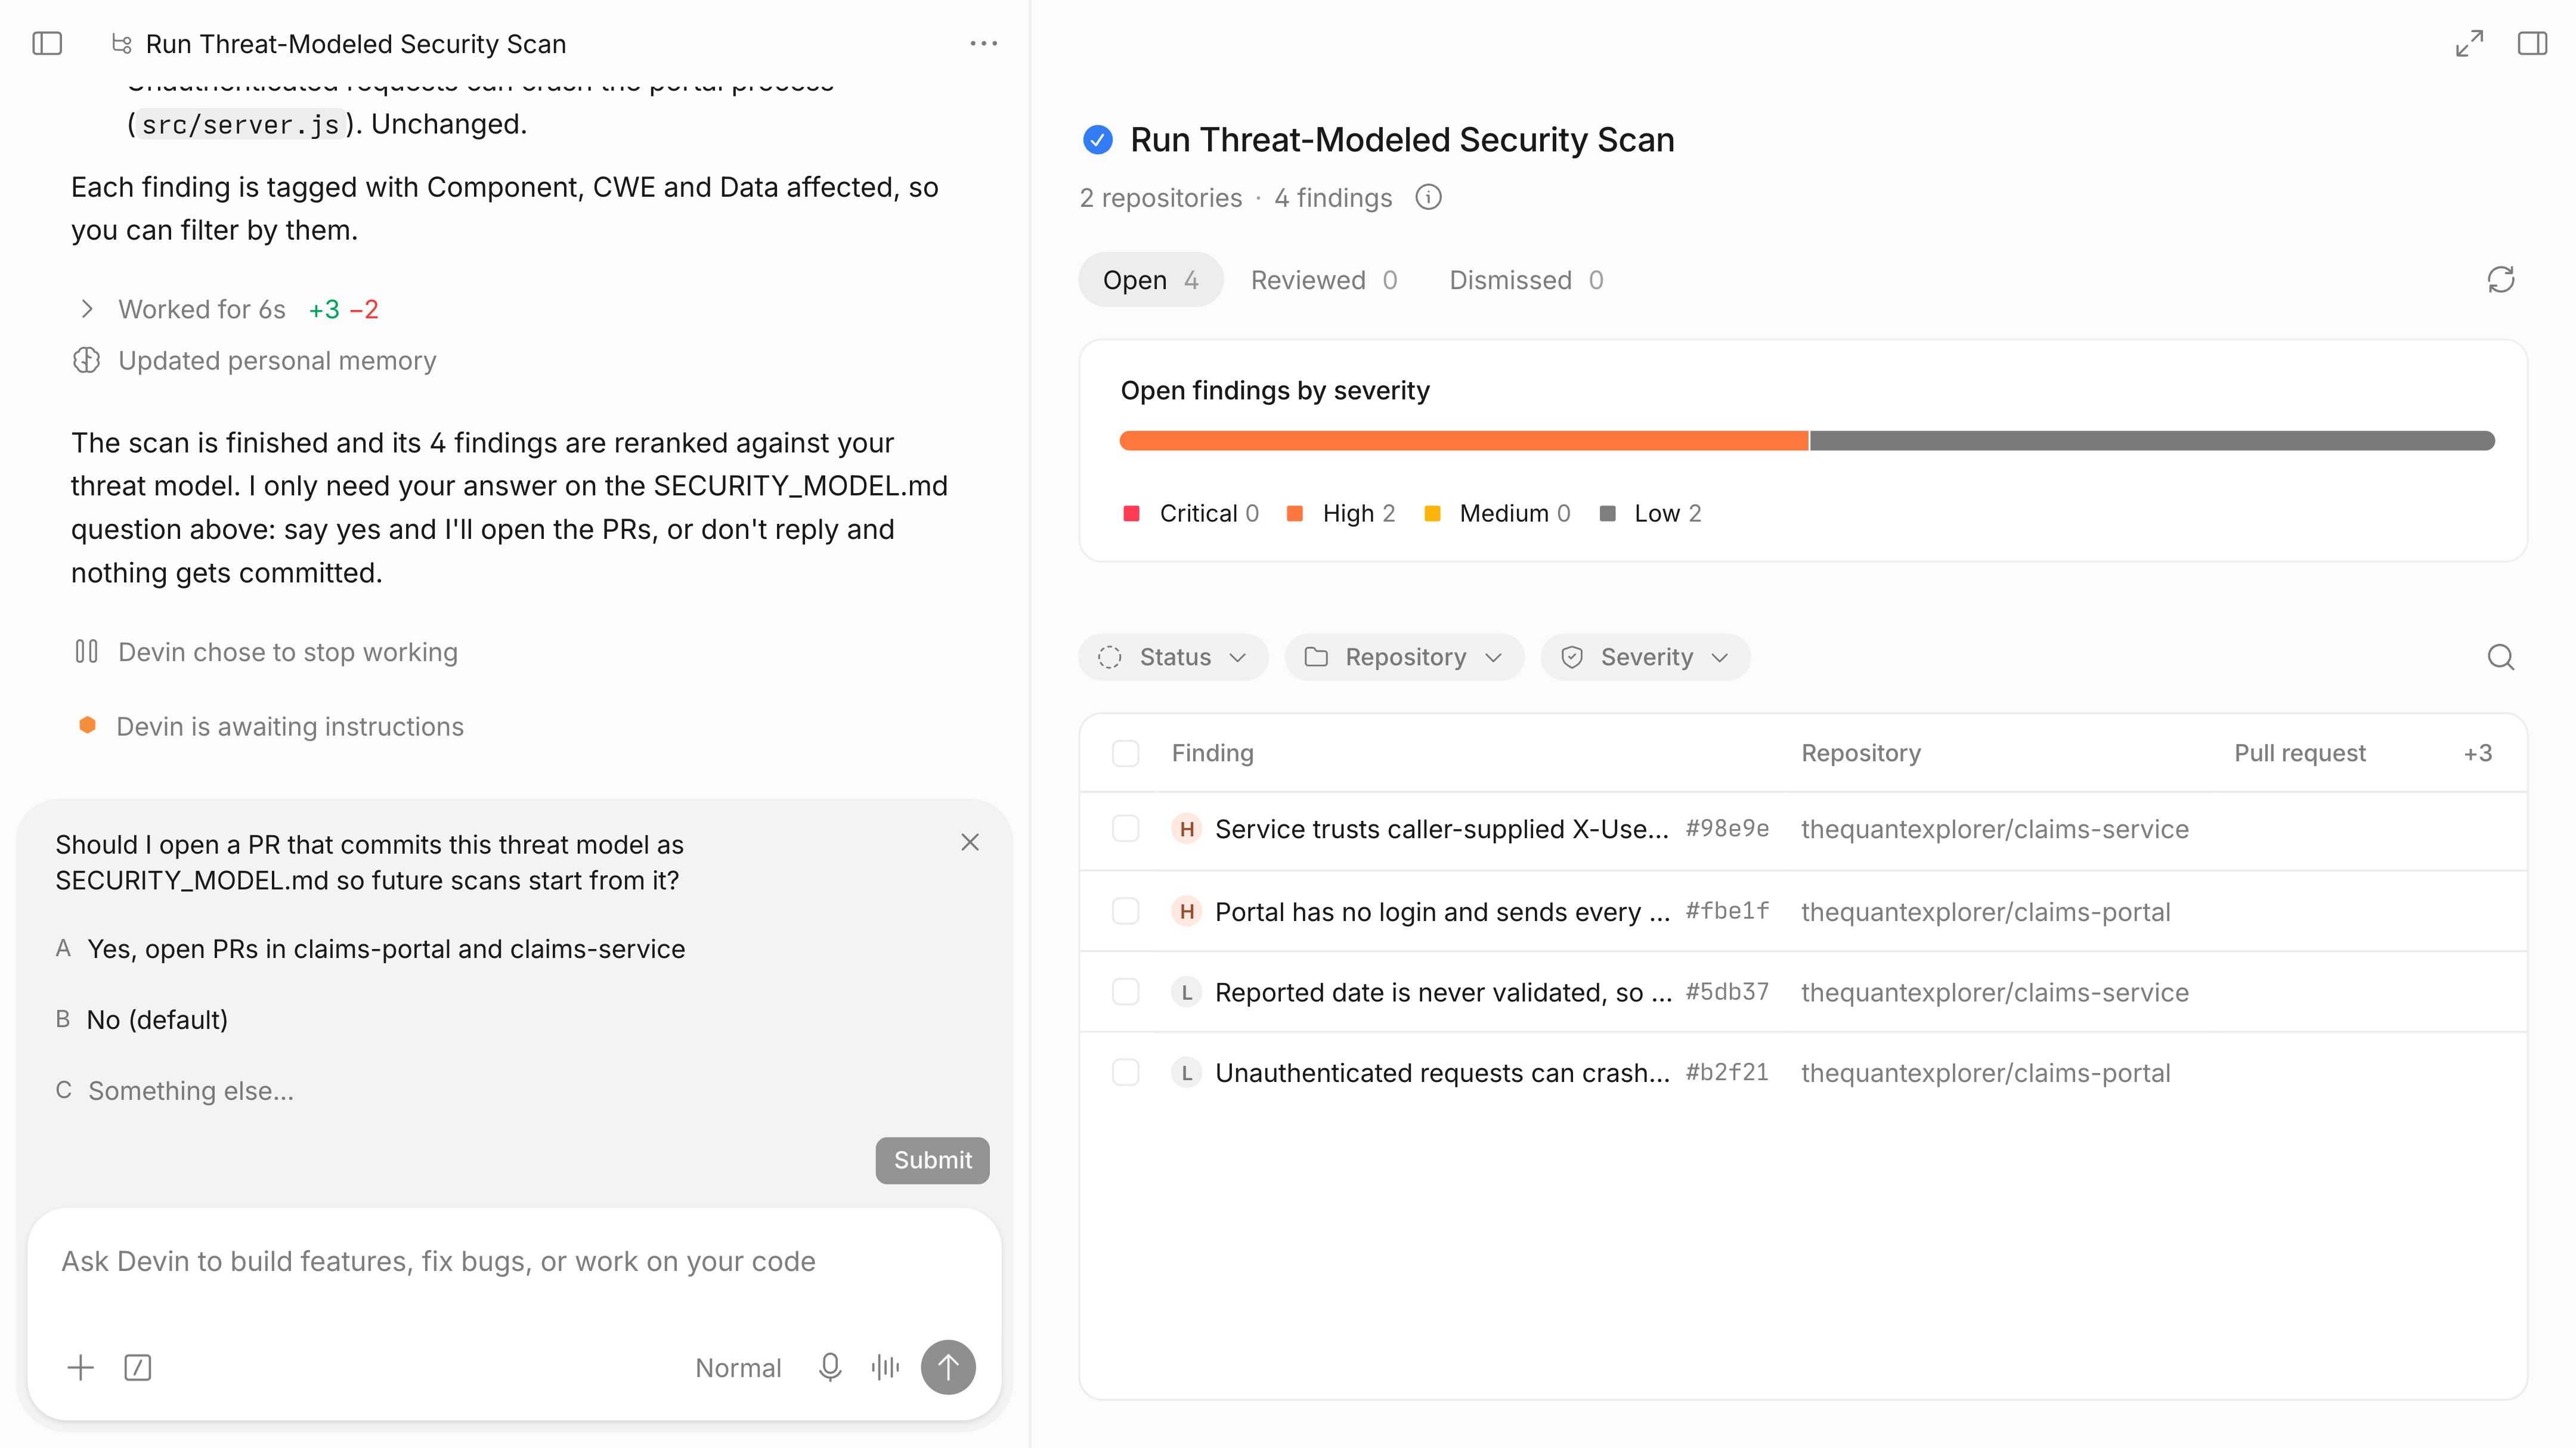 Run Threat-Modeled Security Scan
Unauthenticated requests can crash the portal process
(src/server.js). Unchanged.
Each finding is tagged with Component, CWE and Data affected, so
you can filter by them.
Worked for 6s +3 −2
Updated personal memory
The scan is finished and its 4 findings are reranked against your
threat model. I only need your answer on the SECURITY_MODEL.md
question above: say yes and I'll open the PRs, or don't reply and
nothing gets committed.
Devin chose to stop working
Devin is awaiting instructions
Should I open a PR that commits this threat model as
SECURITY_MODEL.md so future scans start from it?
A Yes, open PRs in claims-portal and claims-service
B No (default)
C Something else...
Submit
Ask Devin to build features, fix bugs, or work on your code
Normal
Run Threat-Modeled Security Scan
2 repositories · 4 findings
Open 4 Reviewed 0 Dismissed 0
Open findings by severity
Critical 0 High 2 Medium 0 Low 2
Status Repository Severity
Finding Repository Pull request +3
H Service trusts caller-supplied X-Use... #98e9e thequantexplorer/claims-service
H Portal has no login and sends every ... #fbe1f thequantexplorer/claims-portal
L Reported date is never validated, so ... #5db37 thequantexplorer/claims-service
L Unauthenticated requests can crash... #b2f21 thequantexplorer/claims-portal